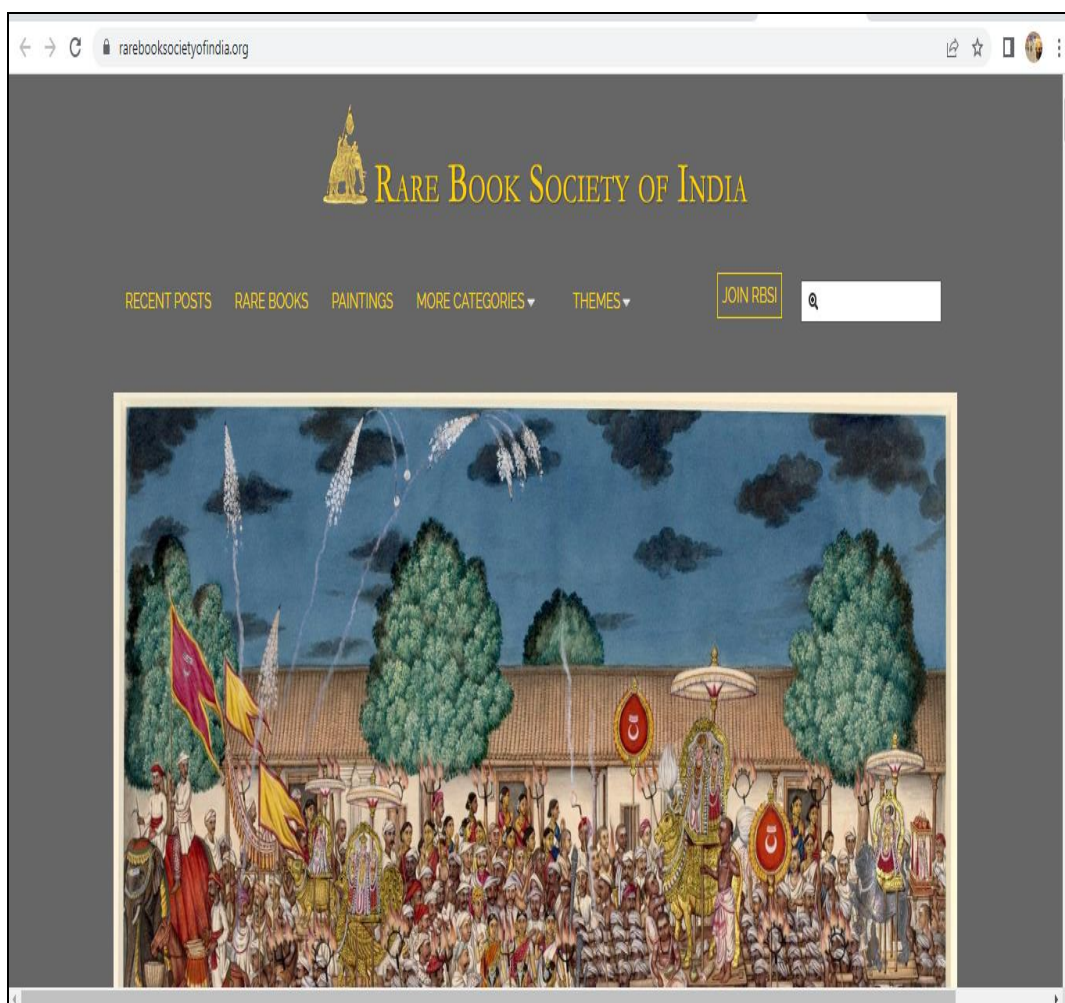 rarebooksocietyofindia.org
RARE BOOK SOCIETY OF INDIA
RECENT POSTS RARE BOOKS PAINTINGS MORE CATEGORIES THEMES JOIN RBSI